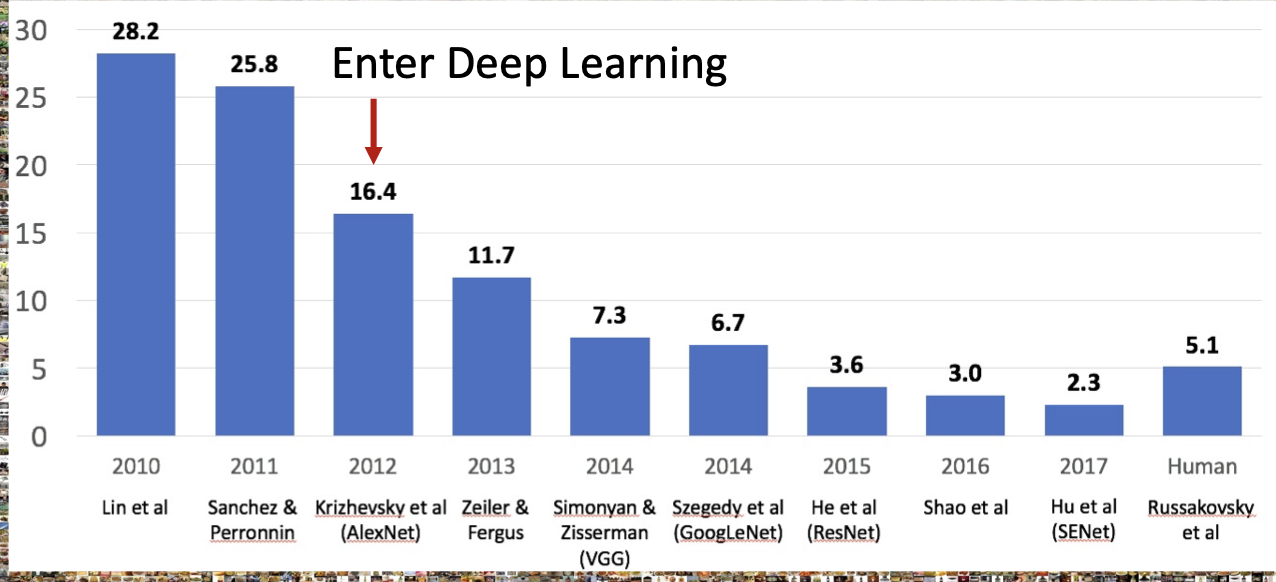 30
28.2
25.8
Enter Deep Learning
25
20
16.4
15
11.7
10
7.3
6.7
5
3.6
3.0
2.3
5.1
0
2010 2011 2012 2013 2014 2014 2015 2016 2017 Human
Lin et al
Sanchez &
Perronnin
Krizhevsky et al
(AlexNet)
Zeiler &
Fergus
Simonyan &
Zisserman
(VGG)
Szegedy et al
(GoogLeNet)
He et al
(ResNet)
Shao et al
Hu et al
(SENet)
Russakovsky
et al